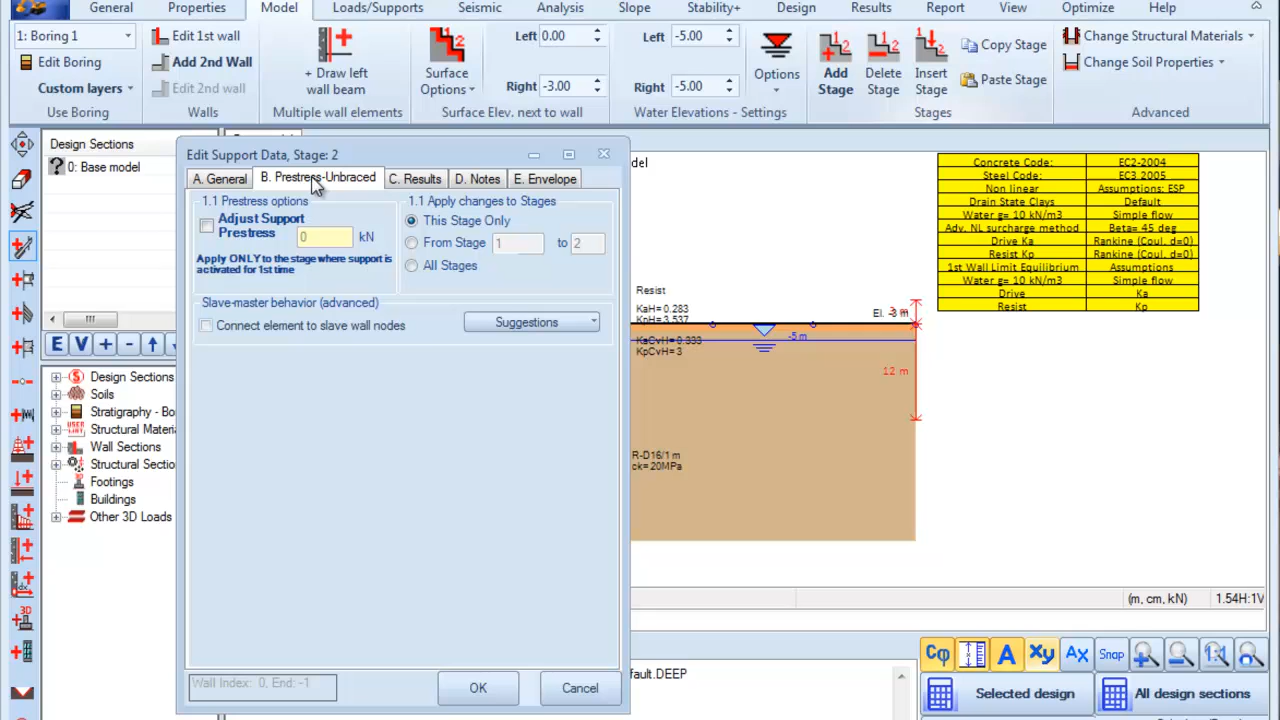 General Properties Model Loads/Supports Seismic Analysis Slope Stability+ Design Results Report View Optimize Help
1: Boring 1
Edit Boring
Custom layers
Use Boring
Edit 1st wall
Add 2nd Wall
Edit 2nd wall
Walls
+ Draw left
wall beam
Multiple wall elements
Surface
Options
Left 0.00
Right -3.00
Surface Elev. next to wall
Left -5.00
Right -5.00
Options
Water Elevations - Settings
Add
Stage
Delete
Stage
Insert
Stage
Copy Stage
Paste Stage
Stages
Change Structural Materials
Change Soil Properties
Advanced
Design Sections
0: Base model
E V + -
Design Sections
Soils
Stratigraphy - Bo
Structural Materia
Wall Sections
Structural Sectio
Footings
Buildings
Other 3D Loads
Edit Support Data, Stage: 2
A. General B. Prestress-Unbraced C. Results D. Notes E. Envelope
1.1 Prestress options
Adjust Support
Prestress
0 kN
Apply ONLY to the stage where support is
activated for 1st time
1.1 Apply changes to Stages
This Stage Only
From Stage 1 to 2
All Stages
Slave-master behavior (advanced)
Connect element to slave wall nodes
Suggestions
Wall Index: 0, End: -1
OK
Cancel
del
Resist
KaH= 0.283
KpH= 3.537
KaCvH= 0.333
KpCvH= 3
-5 m
El. -3 m
12 m
R-D16/1 m
ck= 20MPa
Concrete Code: EC2-2004
Steel Code: EC3 2005
Non linear Assumptions: ESP
Drain State Clays Default
Water g= 10 kN/m3 Simple flow
Adv. NL surcharge method Beta= 45 deg
Drive Ka Rankine (Coul. d=0)
Resist Kp Rankine (Coul. d=0)
1st Wall Limit Equilibrium Assumptions
Water g= 10 kN/m3 Simple flow
Drive Ka
Resist Kp
(m, cm, kN) 1.54H:1V
fault.DEEP
Cφ A Xy Ax Snap
Selected design
All design sections